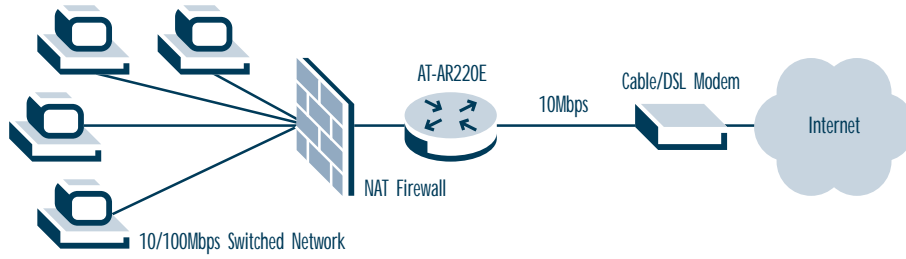 AT-AR220E
Cable/DSL Modem
10Mbps
Internet
NAT Firewall
10/100Mbps Switched Network